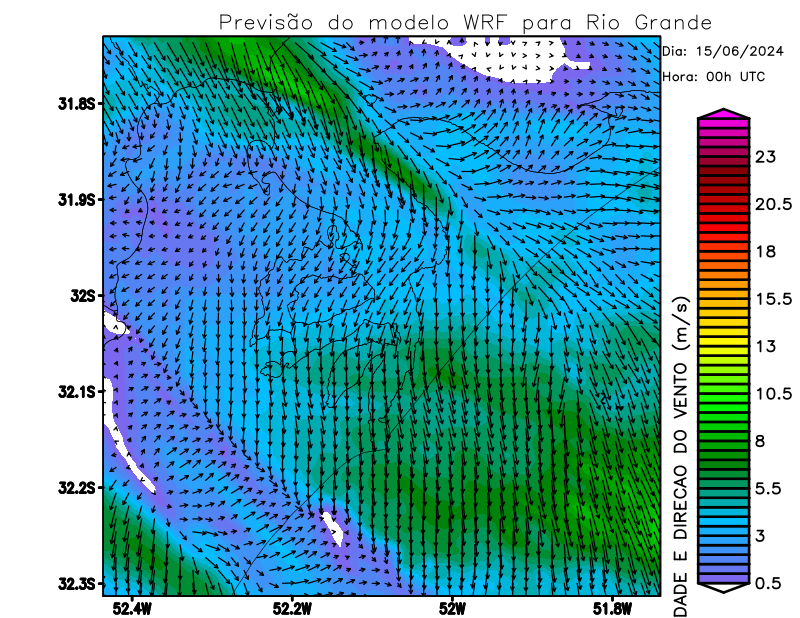 Previsão do modelo WRF para Rio Grande
Dia: 15/06/2024
Hora: 00h UTC
31.8S
31.9S
32S
32.1S
32.2S
32.3S
52.4W
52.2W
52W
51.8W
23
20.5
18
15.5
13
10.5
8
5.5
3
0.5
DADE E DIRECAO DO VENTO (m/s)